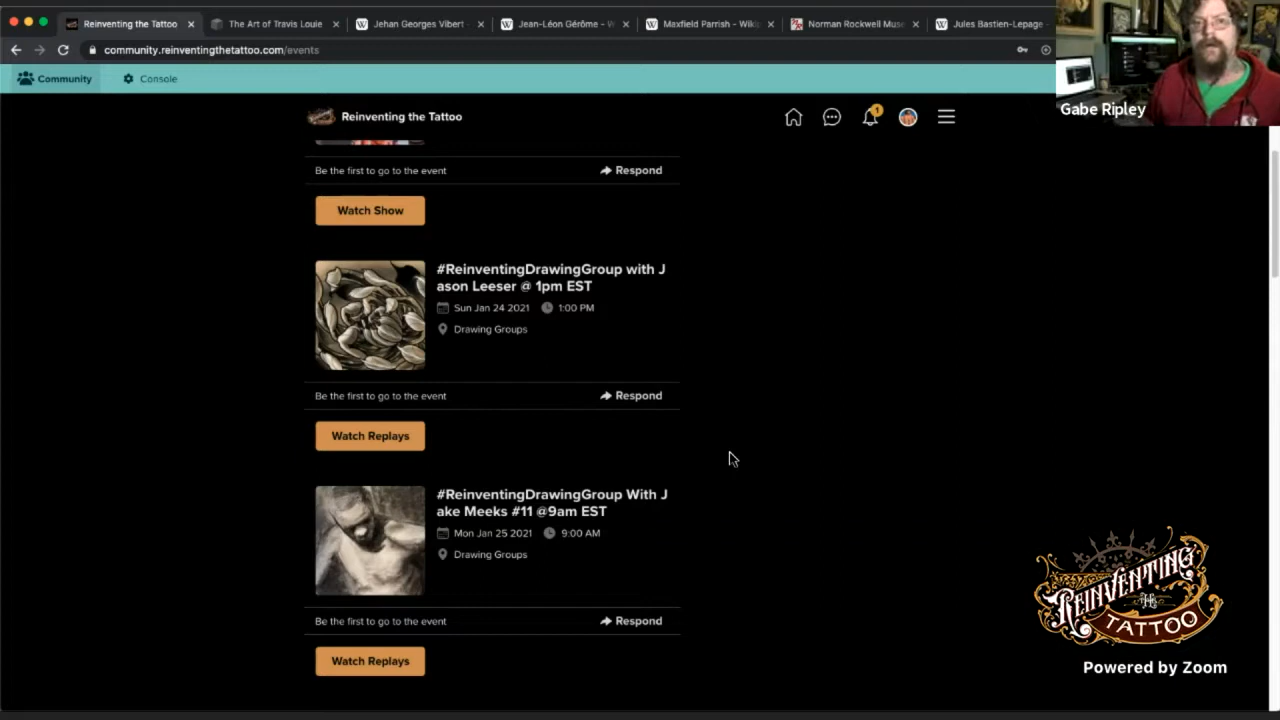 Reinventing the Tattoo
The Art of Travis Louie
Jehan Georges Vibert -
Jean-Léon Gérôme -
Maxfield Parrish - Wiki
Norman Rockwell Muse
Jules Bastien-Lepage -
community.reinventingthetattoo.com/events
Community
Console
Gabe Ripley
Reinventing the Tattoo
1
Be the first to go to the event
Respond
Watch Show
#ReinventingDrawingGroup with J
ason Leeser @ 1pm EST
Sun Jan 24 2021 1:00 PM
Drawing Groups
Be the first to go to the event
Respond
Watch Replays
#ReinventingDrawingGroup With J
ake Meeks #11 @9am EST
Mon Jan 25 2021 9:00 AM
Drawing Groups
Be the first to go to the event
Respond
Watch Replays
REINVENTING
THE
TATTOO
Powered by Zoom